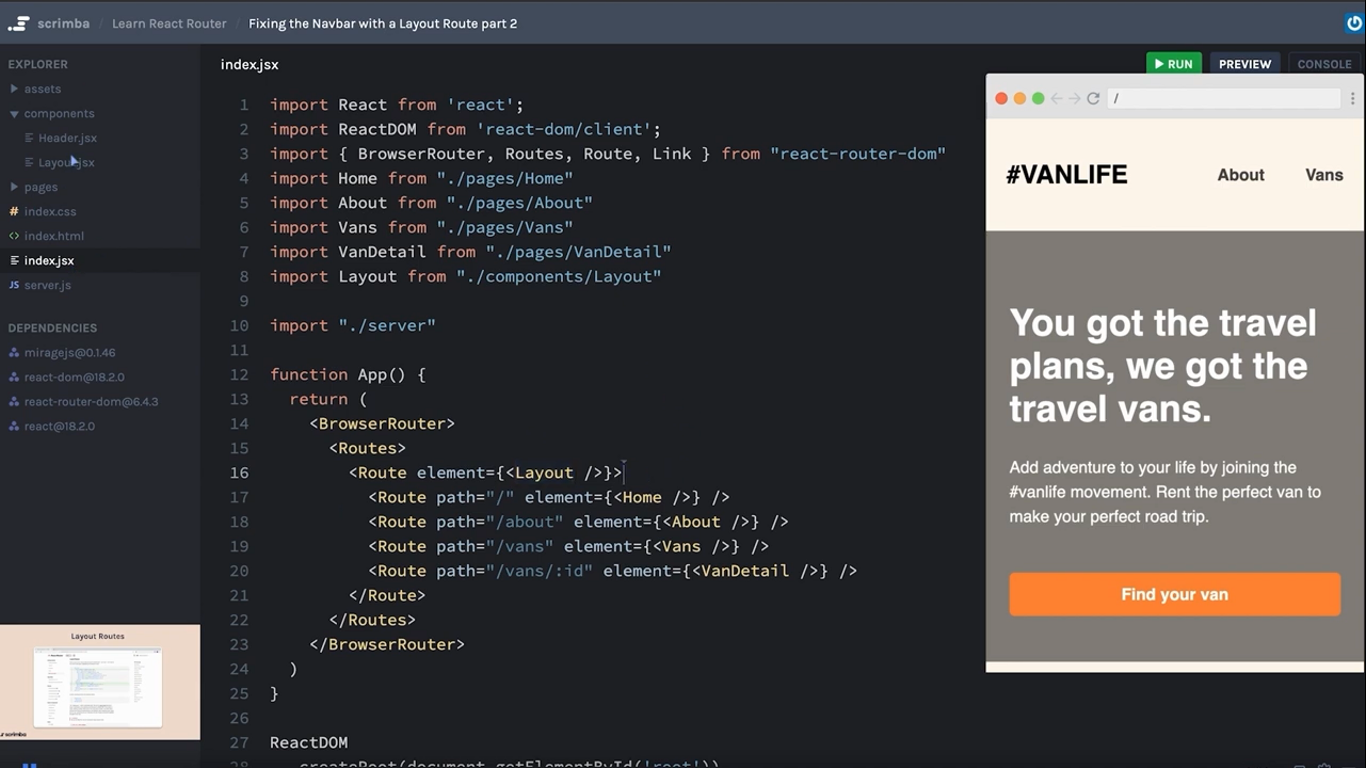 scrimba / Learn React Router / Fixing the Navbar with a Layout Route part 2
EXPLORER
assets
components
Header.jsx
Layout.jsx
pages
index.css
index.html
index.jsx
server.js
DEPENDENCIES
miragejs@0.1.46
react-dom@18.2.0
react-router-dom@6.4.3
react@18.2.0
Layout Routes
scrimba
index.jsx
RUN PREVIEW CONSOLE
1 import React from 'react';
2 import ReactDOM from 'react-dom/client';
3 import { BrowserRouter, Routes, Route, Link } from "react-router-dom"
4 import Home from "./pages/Home"
5 import About from "./pages/About"
6 import Vans from "./pages/Vans"
7 import VanDetail from "./pages/VanDetail"
8 import Layout from "./components/Layout"
9
10 import "./server"
11
12 function App() {
13 return (
14 <BrowserRouter>
15 <Routes>
16 <Route element={<Layout />}>
17 <Route path="/" element={<Home />} />
18 <Route path="/about" element={<About />} />
19 <Route path="/vans" element={<Vans />} />
20 <Route path="/vans/:id" element={<VanDetail />} />
21 </Route>
22 </Routes>
23 </BrowserRouter>
24 )
25 }
26
27 ReactDOM
28 .createRoot(document.getElementById('root'))
/
#VANLIFE About Vans
You got the travel
plans, we got the
travel vans.
Add adventure to your life by joining the
#vanlife movement. Rent the perfect van to
make your perfect road trip.
Find your van